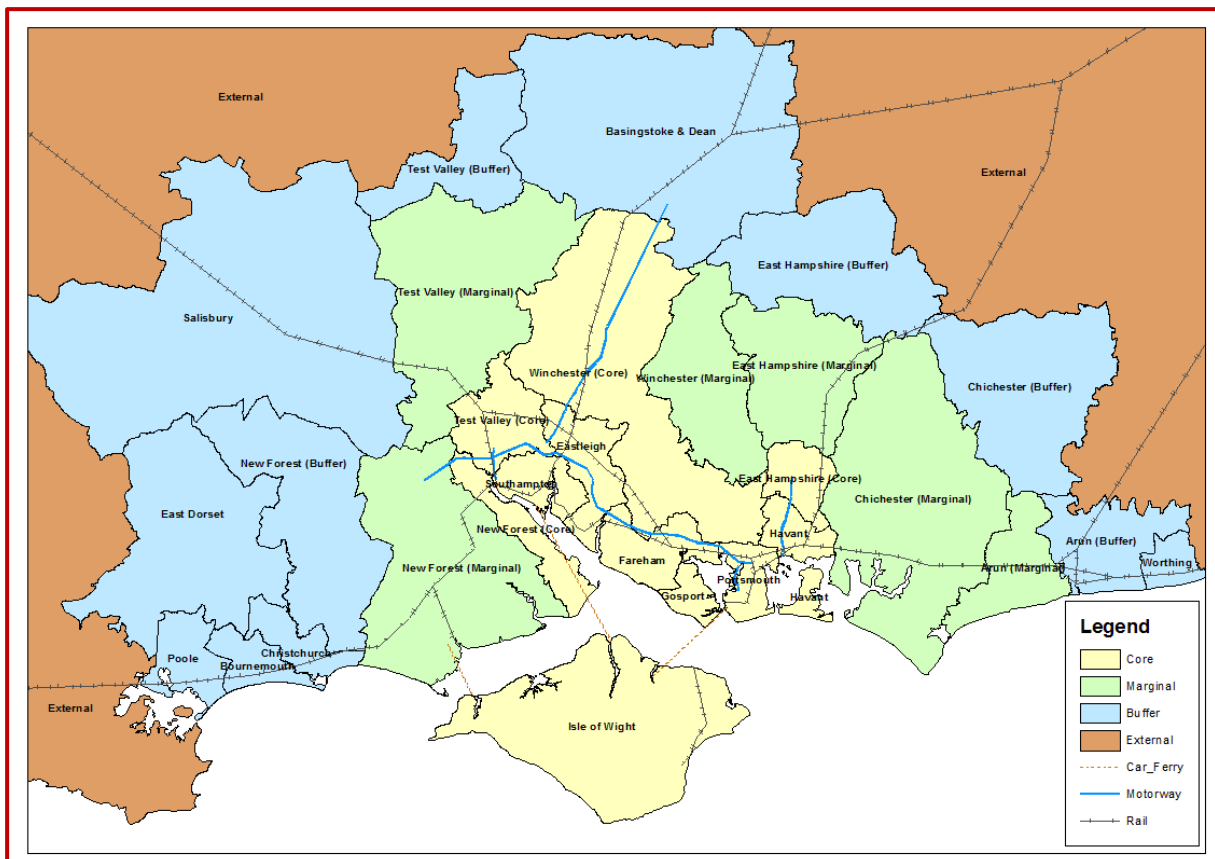 External
Basingstoke & Dean
Test Valley (Buffer)
External
East Hampshire (Buffer)
Test Valley (Marginal)
Salisbury
East Hampshire (Marginal)
Winchester (Core)
Winchester (Marginal)
Chichester (Buffer)
Test Valley (Core)
Eastleigh
New Forest (Buffer)
East Hampshire (Core)
Southampton
Chichester (Marginal)
East Dorset
New Forest (Core)
Havant
Arun (Buffer)
Fareham
Worthing
New Forest (Marginal)
Arun (Marginal)
Portsmouth
Gosport
Havant
Legend
Christchurch
Poole
Bournemouth
Core
Marginal
External
Buffer
Isle of Wight
External
Car_Ferry
Motorway
Rail